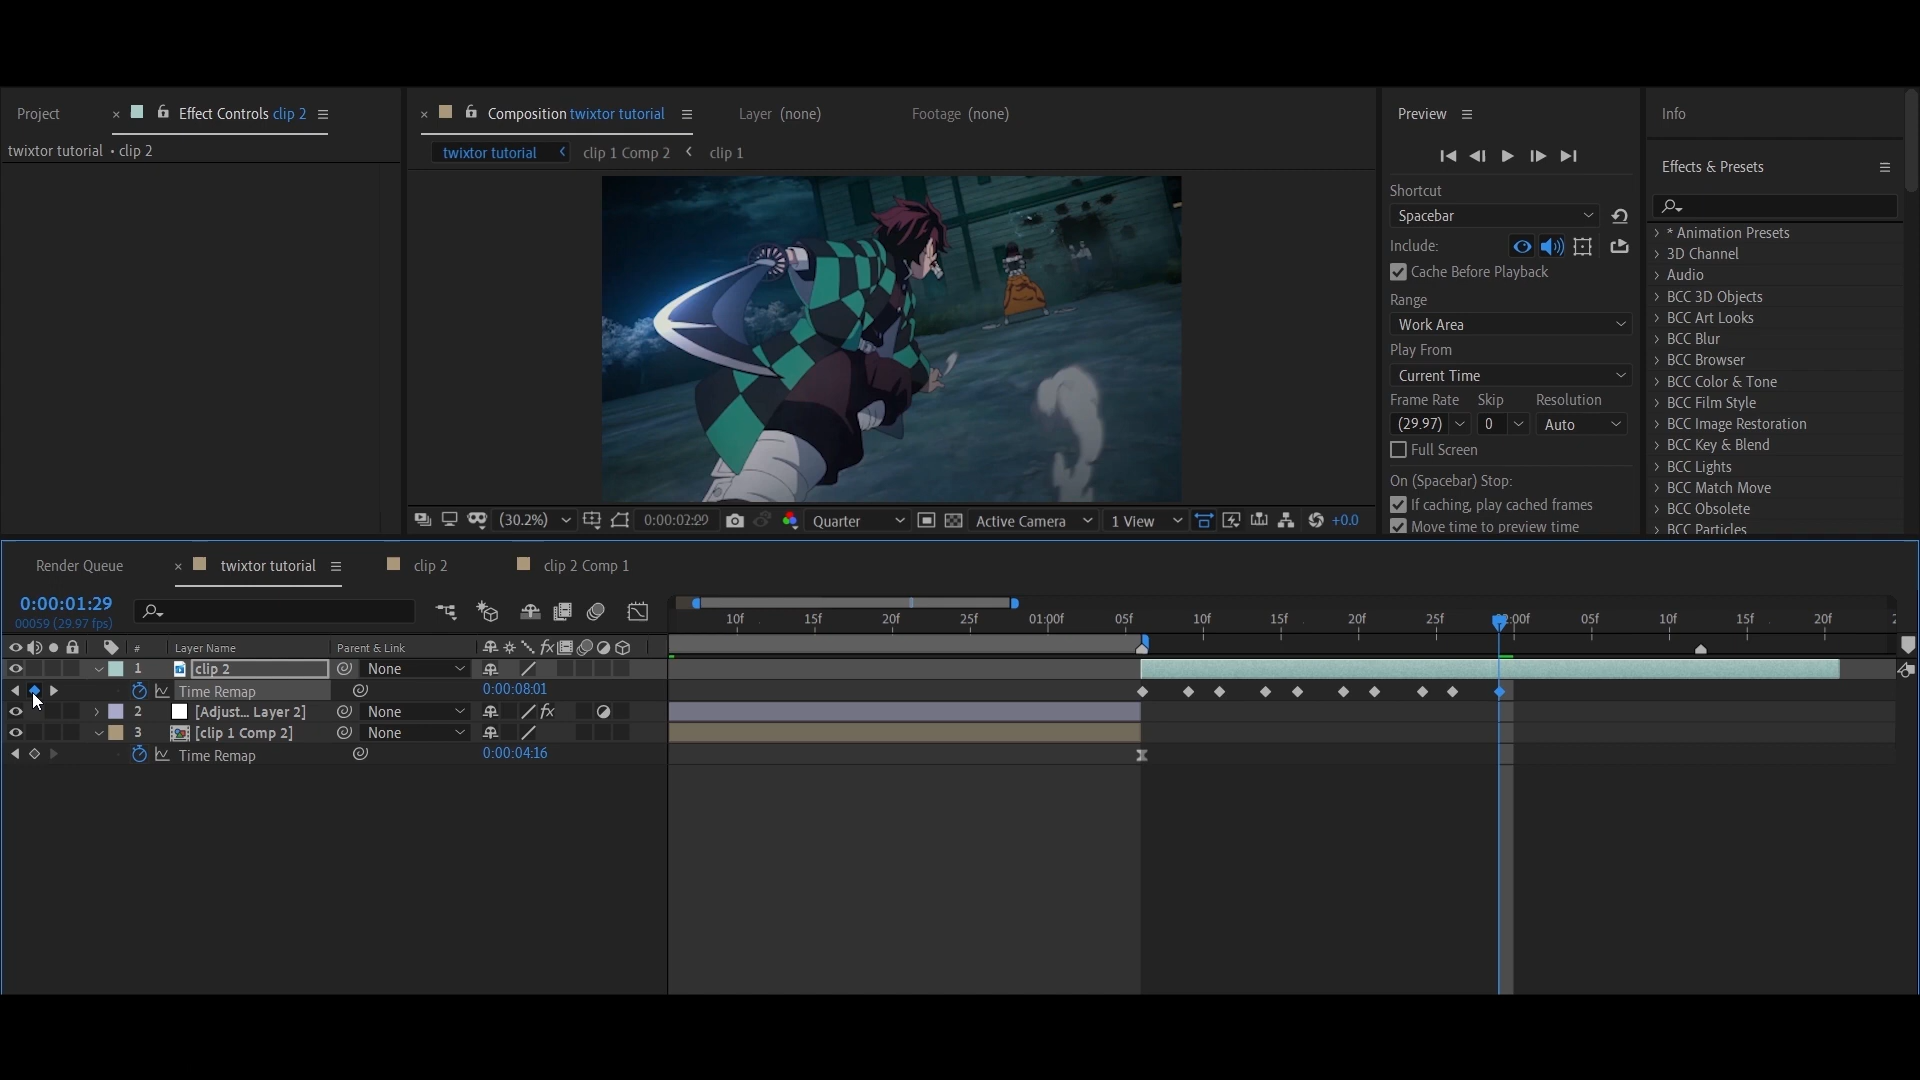 Project
Effect Controls clip 2
Composition twixtor tutorial
Layer (none)
Footage (none)
Preview
Info
twixtor tutorial • clip 2
twixtor tutorial
clip 1 Comp 2
clip 1
Effects & Presets
Shortcut
Spacebar
Include:
Cache Before Playback
Range
Work Area
Play From
Current Time
Frame Rate Skip Resolution
(29.97) 0 Auto
Full Screen
On (Spacebar) Stop:
If caching, play cached frames
Move time to preview time
* Animation Presets
3D Channel
Audio
BCC 3D Objects
BCC Art Looks
BCC Blur
BCC Browser
BCC Color & Tone
BCC Film Style
BCC Image Restoration
BCC Key & Blend
BCC Lights
BCC Match Move
BCC Obsolete
BCC Particles
(30.2%) Quarter Active Camera 1 View +0.0
Render Queue
twixtor tutorial
clip 2
clip 2 Comp 1
0:00:01:29
00059 (29.97 fps)
10f 15f 20f 25f 01:00f 05f 10f 15f 20f 25f 05f 10f 15f 20f
# Layer Name Parent & Link fx
1 clip 2 None
Time Remap 0:00:08:01
2 [Adjust... Layer 2] None fx
3 [clip 1 Comp 2] None
Time Remap 0:00:04:16